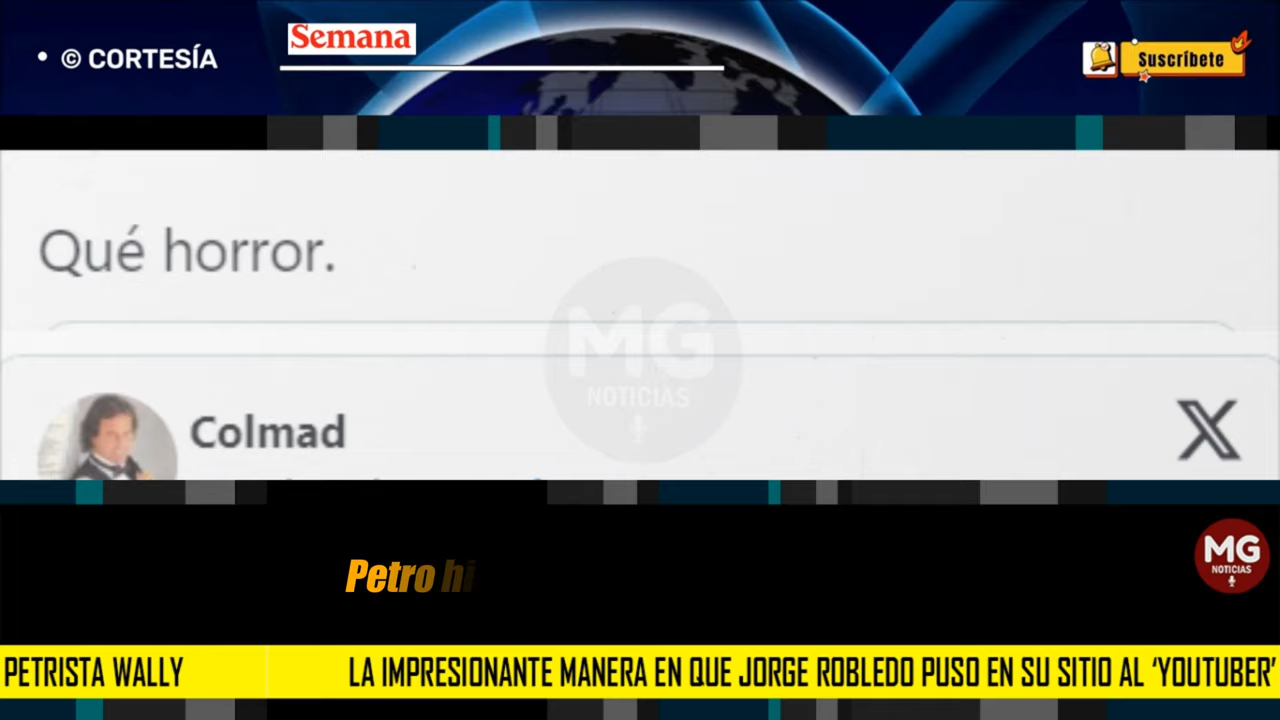 Semana
• © CORTESÍA
Suscríbete
Qué horror.
MG
NOTICIAS
Colmad
X
Petro hi
MG
NOTICIAS
PETRISTA WALLY
LA IMPRESIONANTE MANERA EN QUE JORGE ROBLEDO PUSO EN SU SITIO AL ‘YOUTUBER’